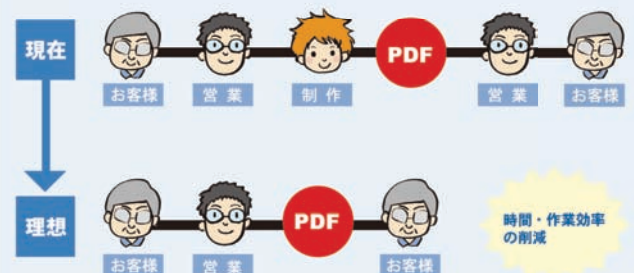 現在
PDF
お客様 営業 制作 営業 お客様
理想
PDF
時間・作業効率
の削減
お客様 営業 お客様